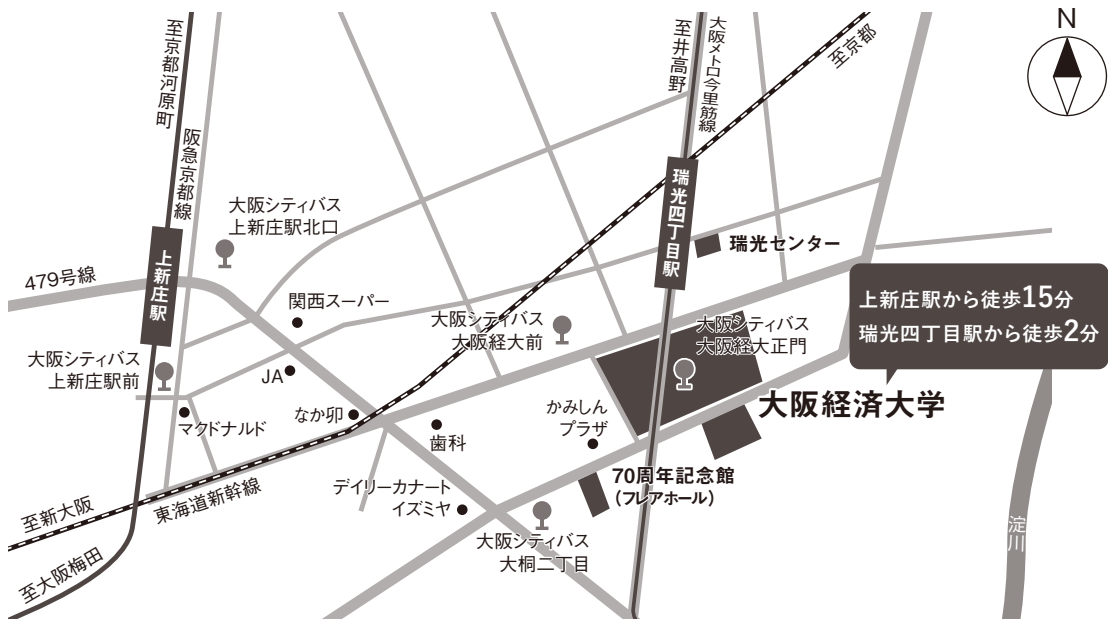 N
至京都河原町
阪急京都線
至井高野
大阪メトロ今里筋線
至京都
大阪シティバス
上新庄駅北口
上新庄駅
瑞光四丁目駅
瑞光センター
479号線
関西スーパー
大阪シティバス
大阪経大前
大阪シティバス
大阪経大正門
上新庄駅から徒歩15分
瑞光四丁目駅から徒歩2分
大阪シティバス
上新庄駅前
JA
マクドナルド
なか卯
歯科
かみしん
プラザ
大阪経済大学
70周年記念館
(フレアホール)
デイリーカナート
イズミヤ
東海道新幹線
至新大阪
大阪シティバス
大桐二丁目
至大阪梅田
淀川